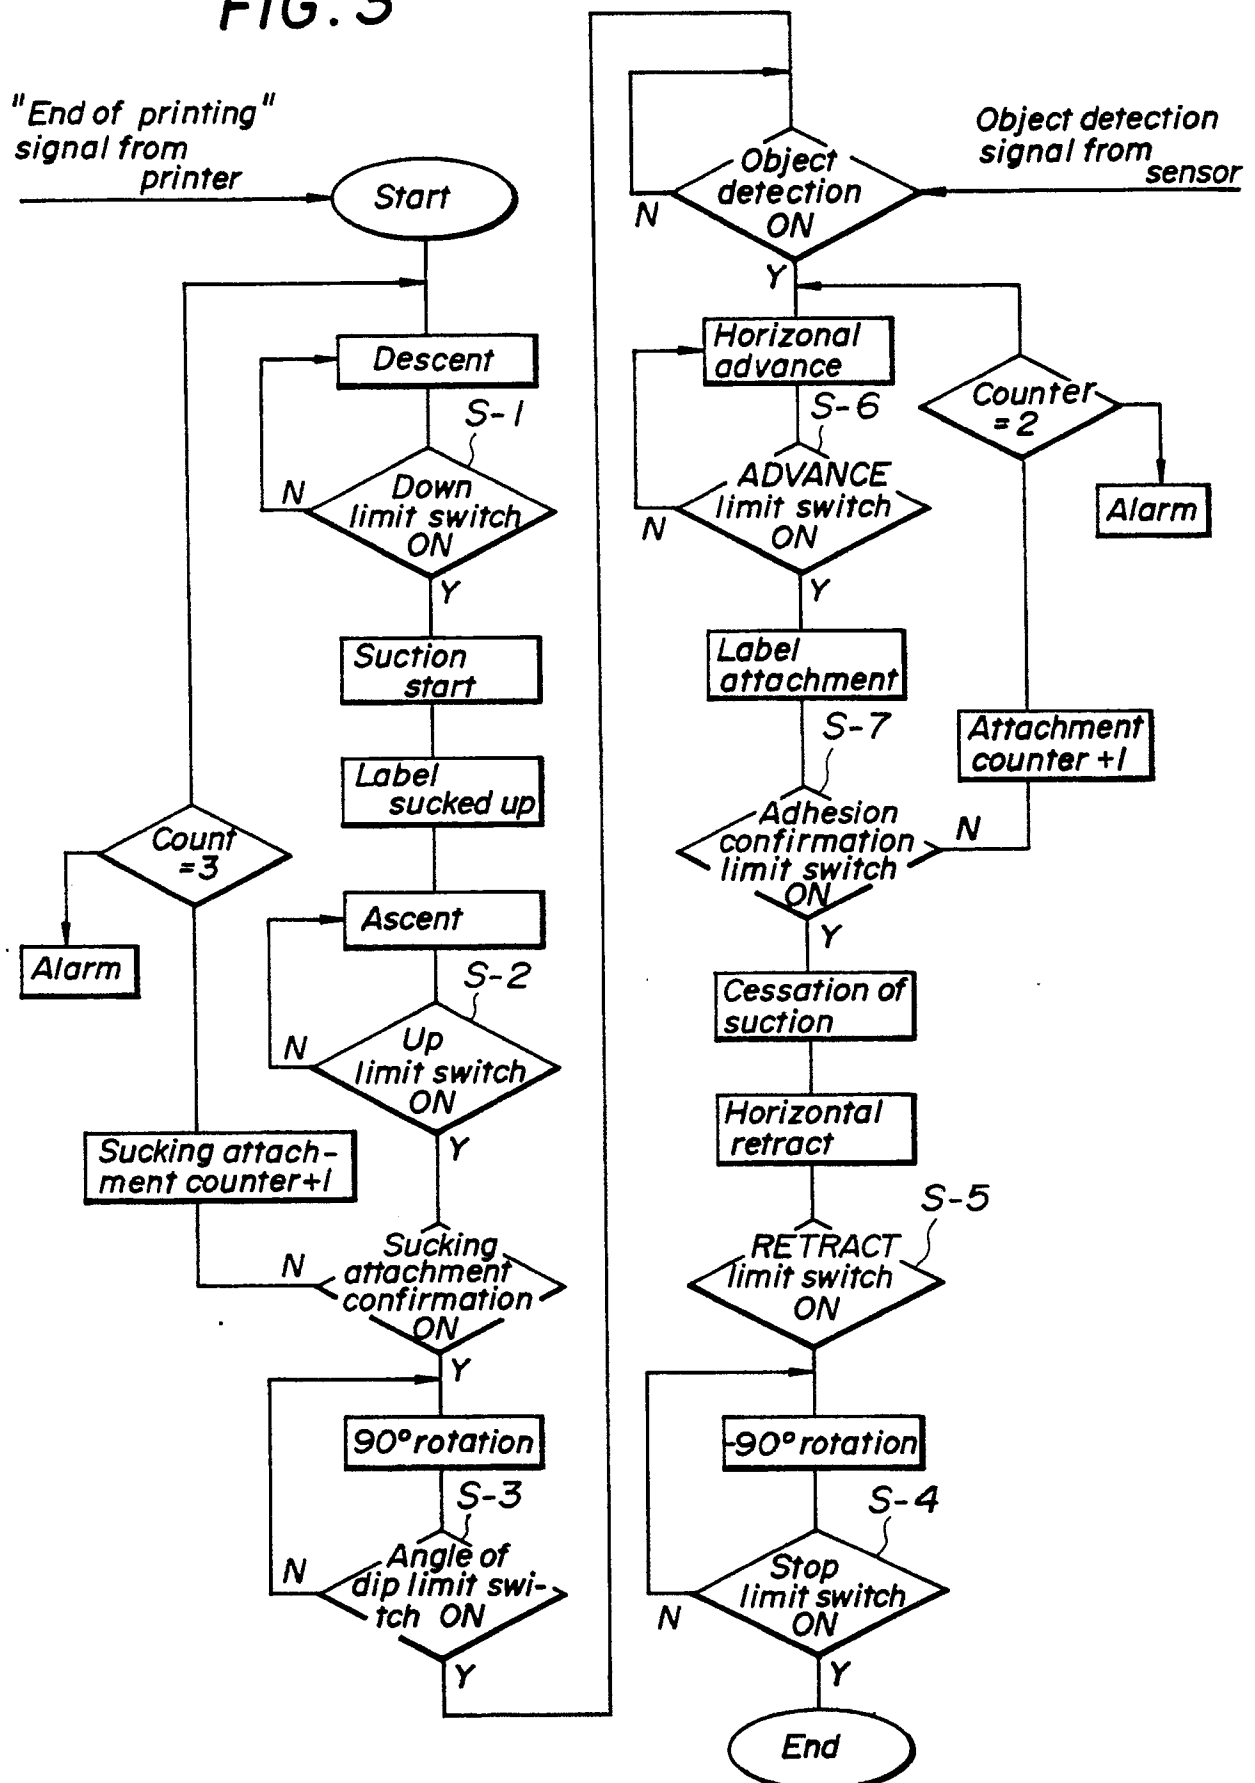 FIG. 3
"End of printing"
signal from
printer
Start
Descent
S-1
Down
limit switch
ON
N
Y
Suction
start
Label
sucked up
Count
=3
Alarm
Ascent
S-2
Up
limit switch
ON
N
Y
Sucking attach-
ment counter+1
Sucking
attachment
confirmation
ON
N
Y
90°rotation
S-3
Angle of
dip limit swi-
tch ON
N
Y
Object detection
signal from
sensor
Object
detection
ON
N
Y
Horizonal
advance
S-6
Counter
=2
Alarm
ADVANCE
limit switch
ON
N
Y
Label
attachment
S-7
Attachment
counter +1
Adhesion
confirmation
limit switch
ON
N
Y
Cessation of
suction
Horizontal
retract
S-5
RETRACT
limit switch
ON
-90°rotation
S-4
Stop
limit switch
ON
N
Y
End